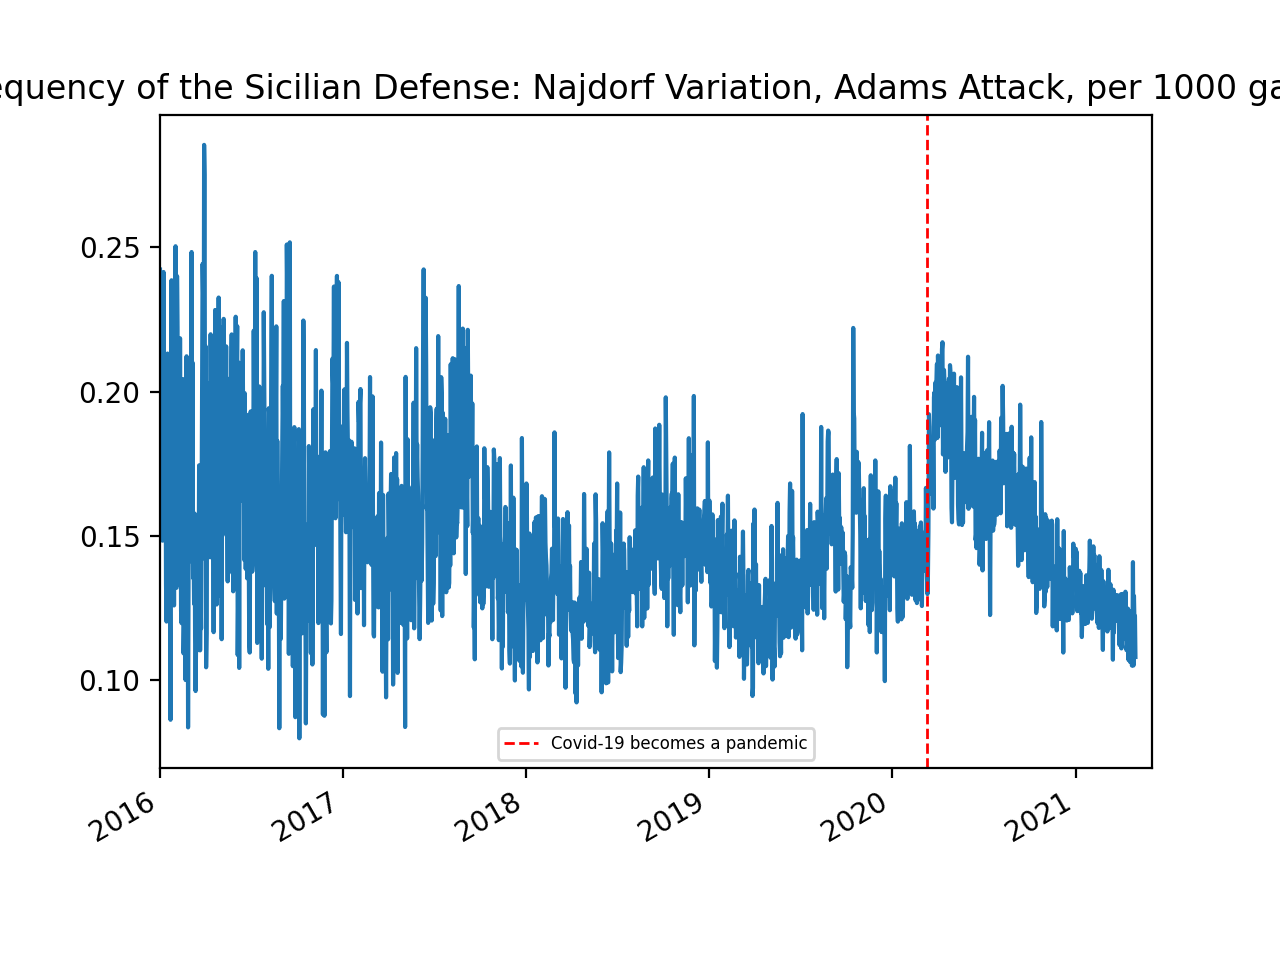 equency of the Sicilian Defense: Najdorf Variation, Adams Attack, per 1000 ga
0.25
0.20
0.15
0.10
Covid-19 becomes a pandemic
2016 2017 2018 2019 2020 2021